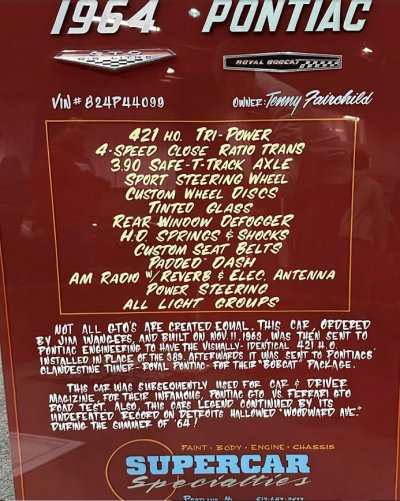 1964 PONTIAC
GTO
ROYAL BOBCAT
VIN# 824P44099
OWNER: Tenny Fairchild
421 H.O. TRI-POWER
4-SPEED CLOSE RATIO TRANS
3.90 SAFE-T-TRACK AXLE
SPORT STEERING WHEEL
CUSTOM WHEEL DISCS
TINTED GLASS
REAR WINDOW DEFOGGER
H.D. SPRINGS & SHOCKS
CUSTOM SEAT BELTS
PADDED DASH
AM RADIO W/ REVERB & ELEC. ANTENNA
POWER STEERING
ALL LIGHT GROUPS
NOT ALL GTO'S ARE CREATED EQUAL. THIS CAR, ORDERED
BY JIM WANGERS, AND BUILT ON NOV. 11, 1963, WAS THEN SENT TO
PONTIAC ENGINEERING TO HAVE THE VISUALLY-IDENTICAL 421 H.O.
INSTALLED IN PLACE OF THE 389. AFTERWARDS IT WAS SENT TO PONTIACS'
CLANDESTINE TUNER - ROYAL PONTIAC - FOR THEIR "BOBCAT" PACKAGE.
THIS CAR WAS SUBSEQUENTLY USED FOR CAR & DRIVER
MAGIZINE, FOR THEIR INFAMOUS, PONTIAC GTO VS. FERRARI GTO
ROAD TEST. ALSO, THIS CARS LEGEND CONTINUED BY ITS
UNDEFEATED RECORD ON DETROITS HALLOWED "WOODWARD AVE."
DURING THE SUMMER OF '64!
PAINT · BODY · ENGINE · CHASSIS
SUPERCAR
Specialties
PORTLAND, MI